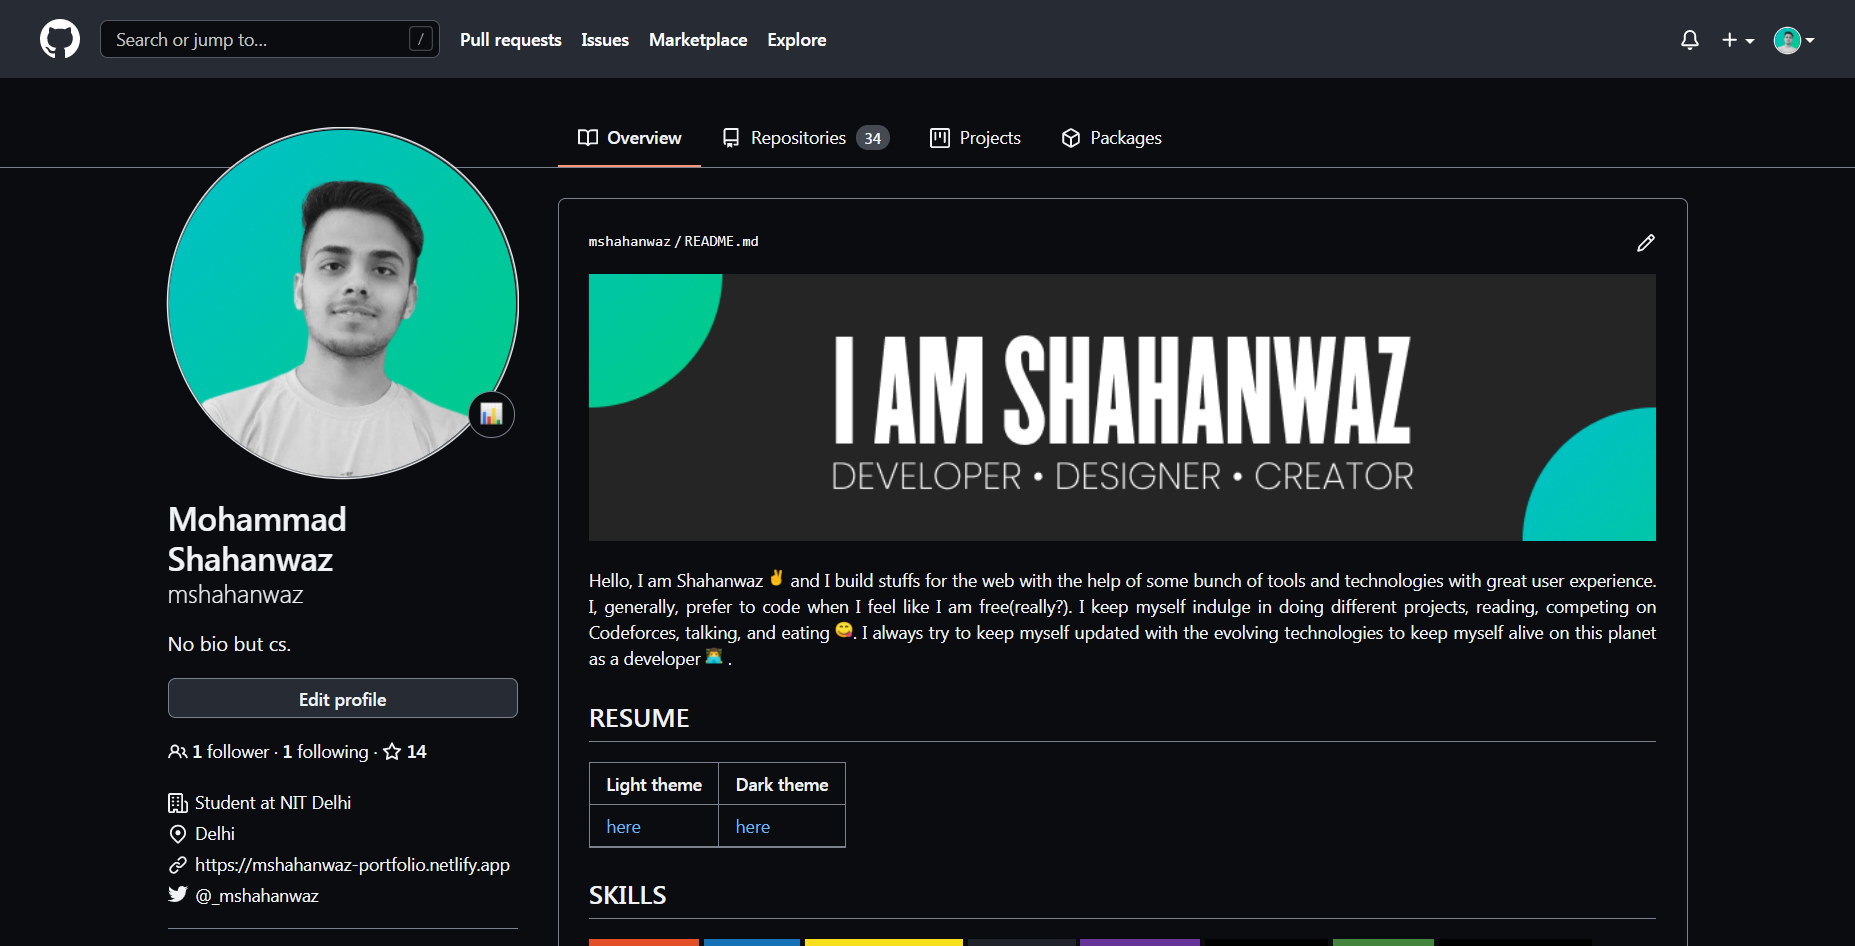 Search or jump to...
/
Pull requests
Issues
Marketplace
Explore
Overview
Repositories 34
Projects
Packages
Mohammad
Shahanwaz
mshahanwaz
No bio but cs.
Edit profile
1 follower · 1 following · 14
Student at NIT Delhi
Delhi
https://mshahanwaz-portfolio.netlify.app
@_mshahanwaz
mshahanwaz/README.md
I AM SHAHANWAZ
DEVELOPER • DESIGNER • CREATOR
Hello, I am Shahanwaz ✌ and I build stuffs for the web with the help of some bunch of tools and technologies with great user experience.
I, generally, prefer to code when I feel like I am free(really?). I keep myself indulge in doing different projects, reading, competing on
Codeforces, talking, and eating 😋. I always try to keep myself updated with the evolving technologies to keep myself alive on this planet
as a developer 👨‍💻 .
RESUME
Light theme Dark theme
here here
SKILLS